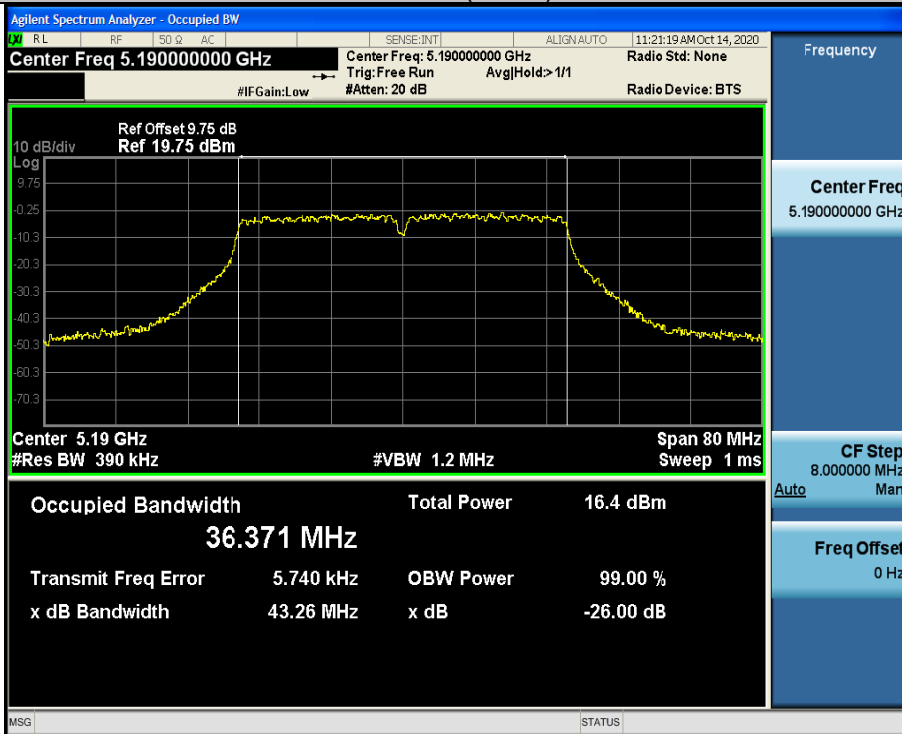 Agilent Spectrum Analyzer - Occupied BW
LXI RL RF 50 Ω AC SENSE:INT ALIGN AUTO 11:21:19 AM Oct 14, 2020
Center Freq 5.190000000 GHz Center Freq: 5.190000000 GHz Radio Std: None
Trig: Free Run Avg|Hold:> 1/1
#IFGain:Low #Atten: 20 dB Radio Device: BTS
Ref Offset 9.75 dB
10 dB/div Ref 19.75 dBm
Log
9.75
-0.25
-10.3
-20.3
-30.3
-40.3
-50.3
-60.3
-70.3
Center 5.19 GHz Span 80 MHz
#Res BW 390 kHz #VBW 1.2 MHz Sweep 1 ms
Occupied Bandwidth Total Power 16.4 dBm
36.371 MHz
Transmit Freq Error 5.740 kHz OBW Power 99.00 %
x dB Bandwidth 43.26 MHz x dB -26.00 dB
MSG STATUS
Frequency
Center Freq
5.190000000 GHz
CF Step
8.000000 MHz
Auto Man
Freq Offset
0 Hz